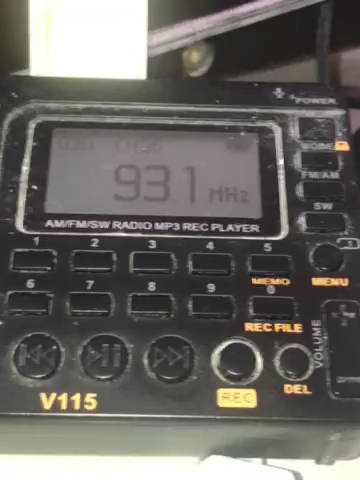 POWER
93.1 MHz
FM/AM
SW
AM/FM/SW RADIO MP3 REC PLAYER
1 2 3 4 5
MEMO
MENU
6 7 8 9 0
REC FILE
VOLUME
V115
REC
DEL